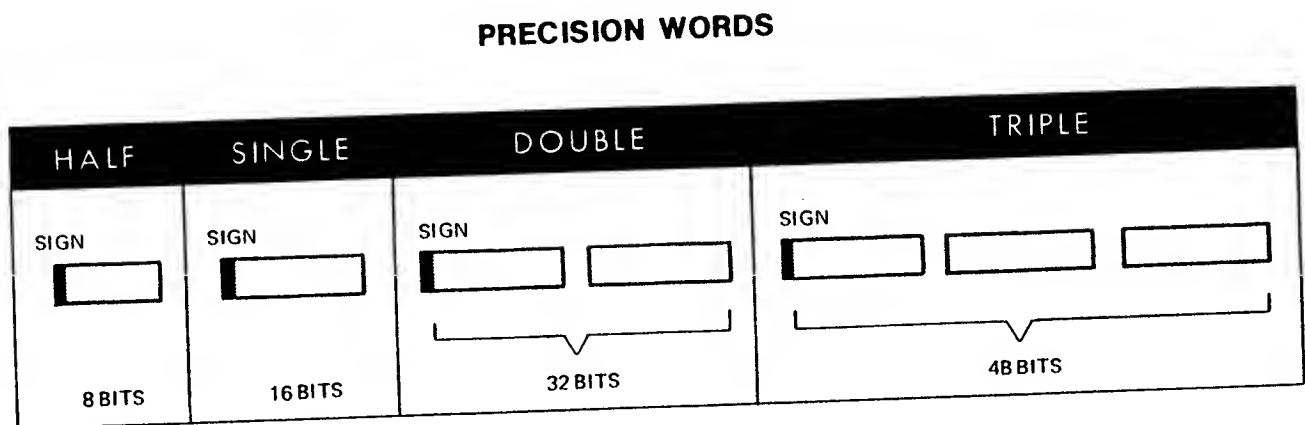 PRECISION WORDS
HALF SINGLE DOUBLE TRIPLE
SIGN SIGN SIGN SIGN
8 BITS 16 BITS 32 BITS 4B BITS